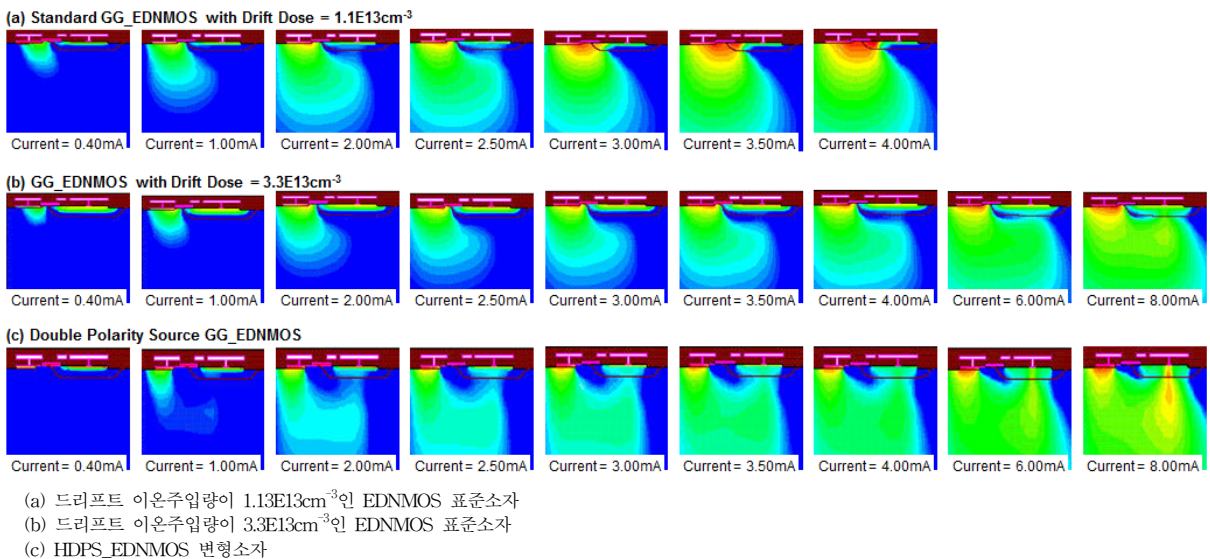 (a) Standard GG_EDNMOS with Drift Dose = 1.1E13cm⁻³
Current = 0.40mA Current = 1.00mA Current = 2.00mA Current = 2.50mA Current = 3.00mA Current = 3.50mA Current = 4.00mA
(b) GG_EDNMOS with Drift Dose = 3.3E13cm⁻³
Current = 0.40mA Current = 1.00mA Current = 2.00mA Current = 2.50mA Current = 3.00mA Current = 3.50mA Current = 4.00mA Current = 6.00mA Current = 8.00mA
(c) Double Polarity Source GG_EDNMOS
Current = 0.40mA Current = 1.00mA Current = 2.00mA Current = 2.50mA Current = 3.00mA Current = 3.50mA Current = 4.00mA Current = 6.00mA Current = 8.00mA
(a) 드리프트 이온주입량이 1.13E13cm⁻³인 EDNMOS 표준소자
(b) 드리프트 이온주입량이 3.3E13cm⁻³인 EDNMOS 표준소자
(c) HDPS_EDNMOS 변형소자